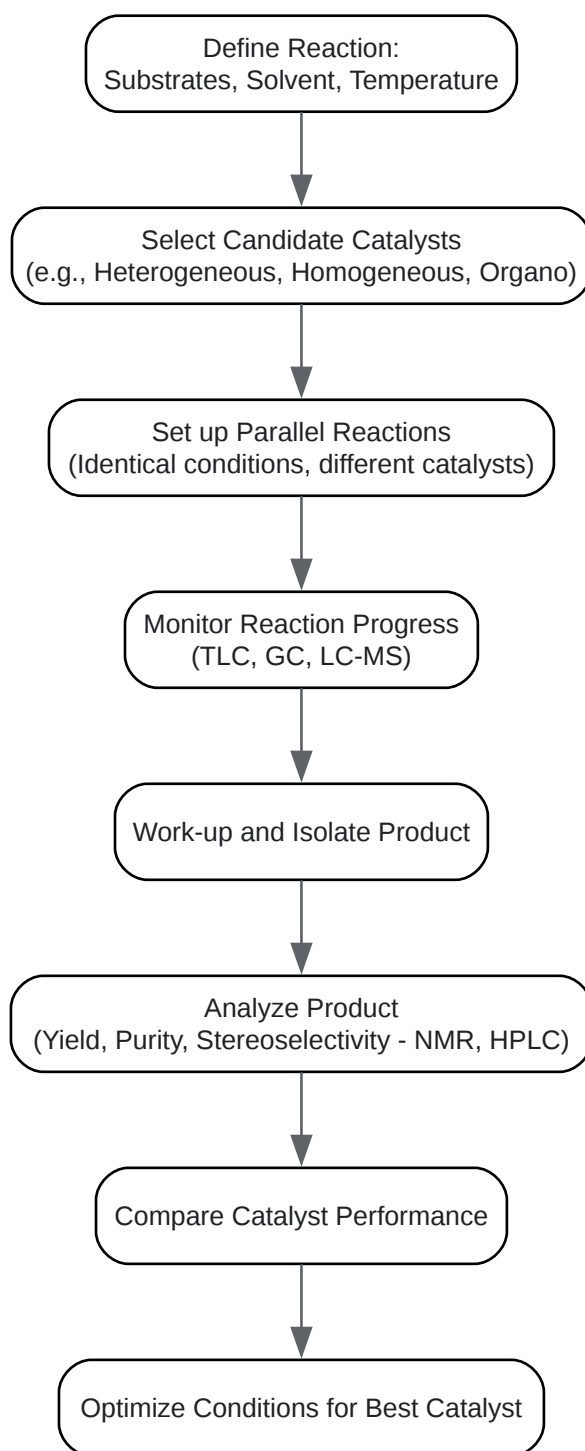 Define Reaction:
Substrates, Solvent, Temperature
Select Candidate Catalysts
(e.g., Heterogeneous, Homogeneous, Organo)
Set up Parallel Reactions
(Identical conditions, different catalysts)
Monitor Reaction Progress
(TLC, GC, LC-MS)
Work-up and Isolate Product
Analyze Product
(Yield, Purity, Stereoselectivity - NMR, HPLC)
Compare Catalyst Performance
Optimize Conditions for Best Catalyst